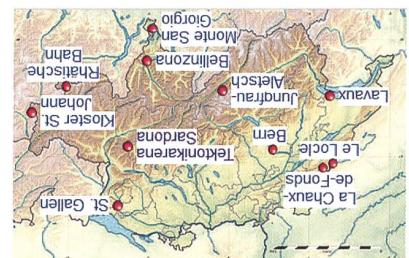 St. Gallen
La Chaux-
de-Fonds
Le Locle
Bern
Tektonikarena
Sardona
Kloster St.
Johann
Lavaux
Jungfrau-
Aletsch
Rhätische
Bahn
Bellinzona
Monte San
Giorgio